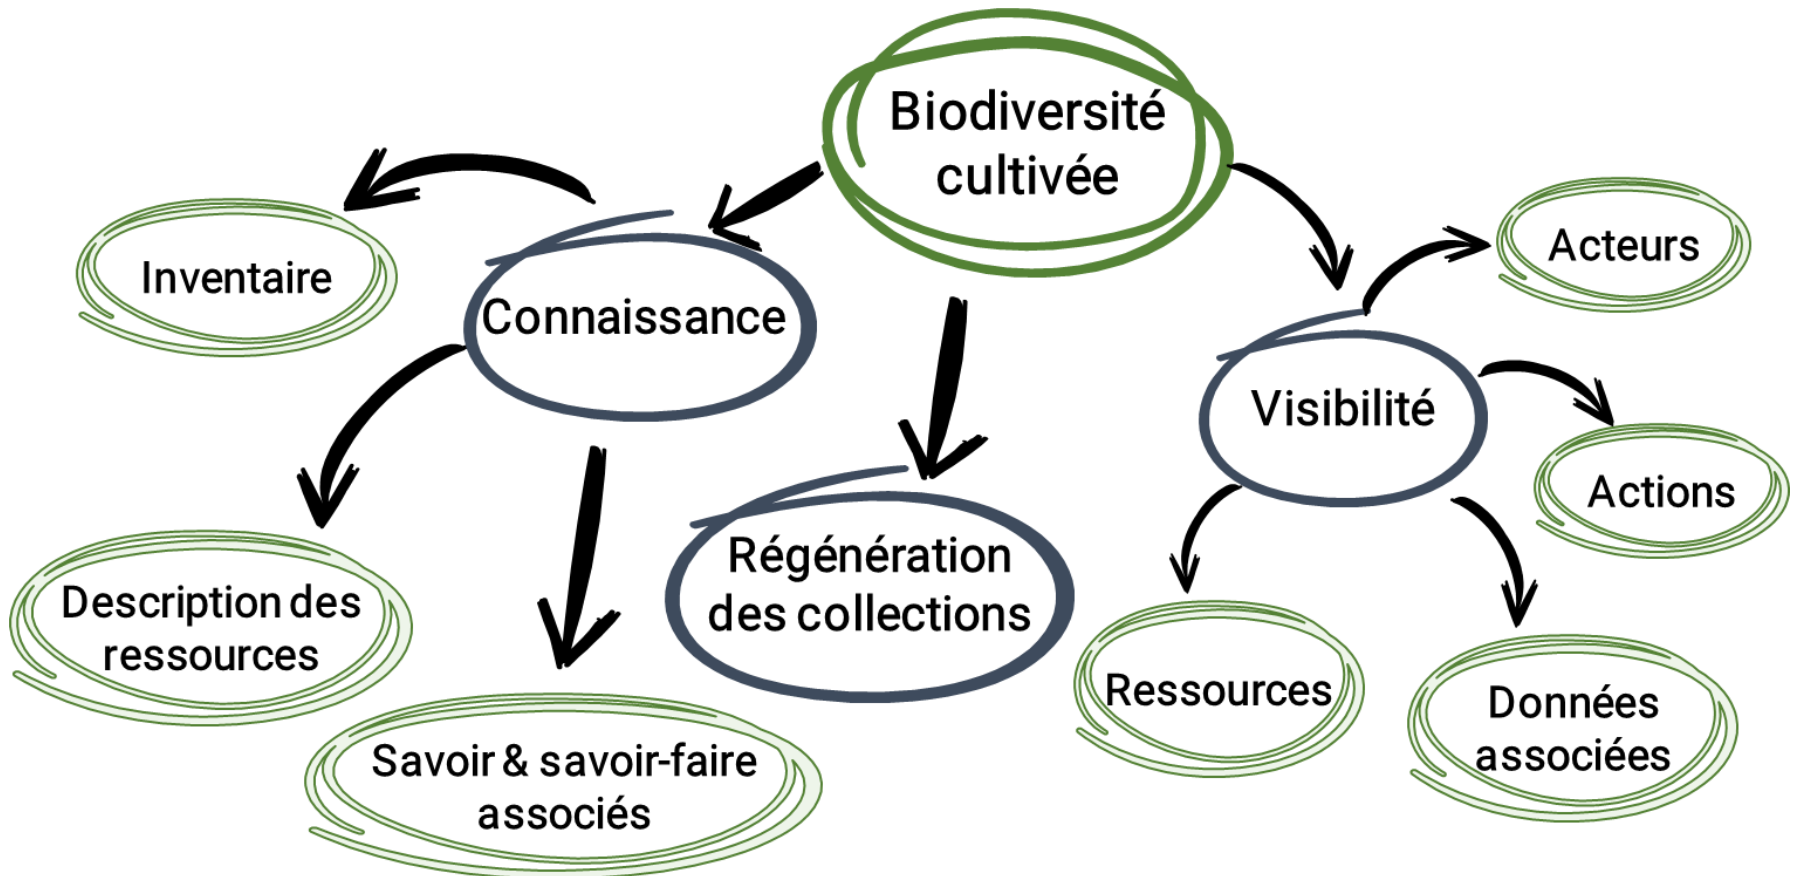 Biodiversité
cultivée
Connaissance
Inventaire
Description des
ressources
Savoir & savoir-faire
associés
Régénération
des collections
Visibilité
Acteurs
Actions
Ressources
Données
associées